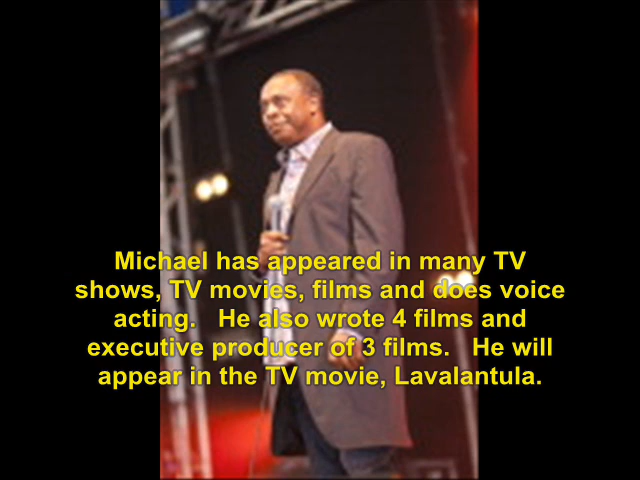 Michael has appeared in many TV
shows, TV movies, films and does voice
acting.   He also wrote 4 films and
executive producer of 3 films.   He will
appear in the TV movie, Lavalantula.